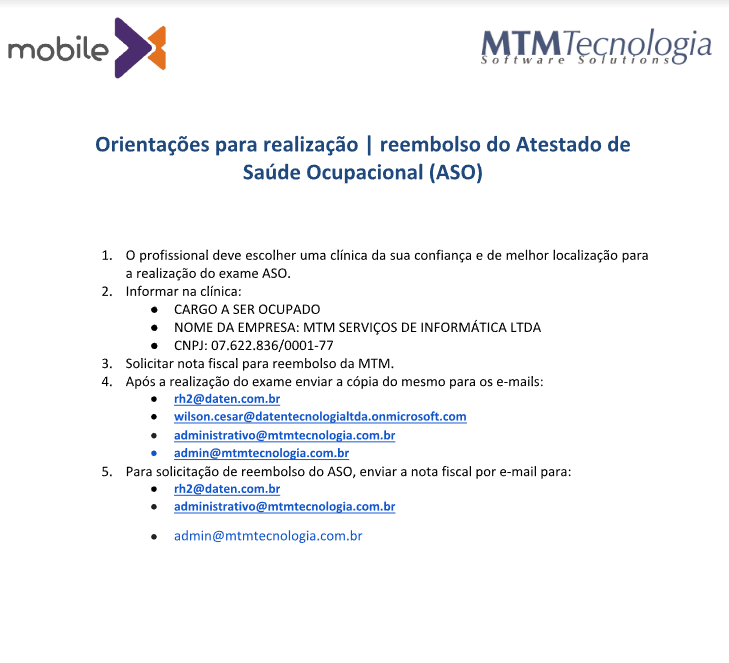 mobile
MTMTecnologia
Software Solutions
Orientações para realização | reembolso do Atestado de
Saúde Ocupacional (ASO)
1. O profissional deve escolher uma clínica da sua confiança e de melhor localização para
a realização do exame ASO.
2. Informar na clínica:
● CARGO A SER OCUPADO
● NOME DA EMPRESA: MTM SERVIÇOS DE INFORMÁTICA LTDA
● CNPJ: 07.622.836/0001-77
3. Solicitar nota fiscal para reembolso da MTM.
4. Após a realização do exame enviar a cópia do mesmo para os e-mails:
● rh2@daten.com.br
● wilson.cesar@datentecnologialtda.onmicrosoft.com
● administrativo@mtmtecnologia.com.br
● admin@mtmtecnologia.com.br
5. Para solicitação de reembolso do ASO, enviar a nota fiscal por e-mail para:
● rh2@daten.com.br
● administrativo@mtmtecnologia.com.br
● admin@mtmtecnologia.com.br